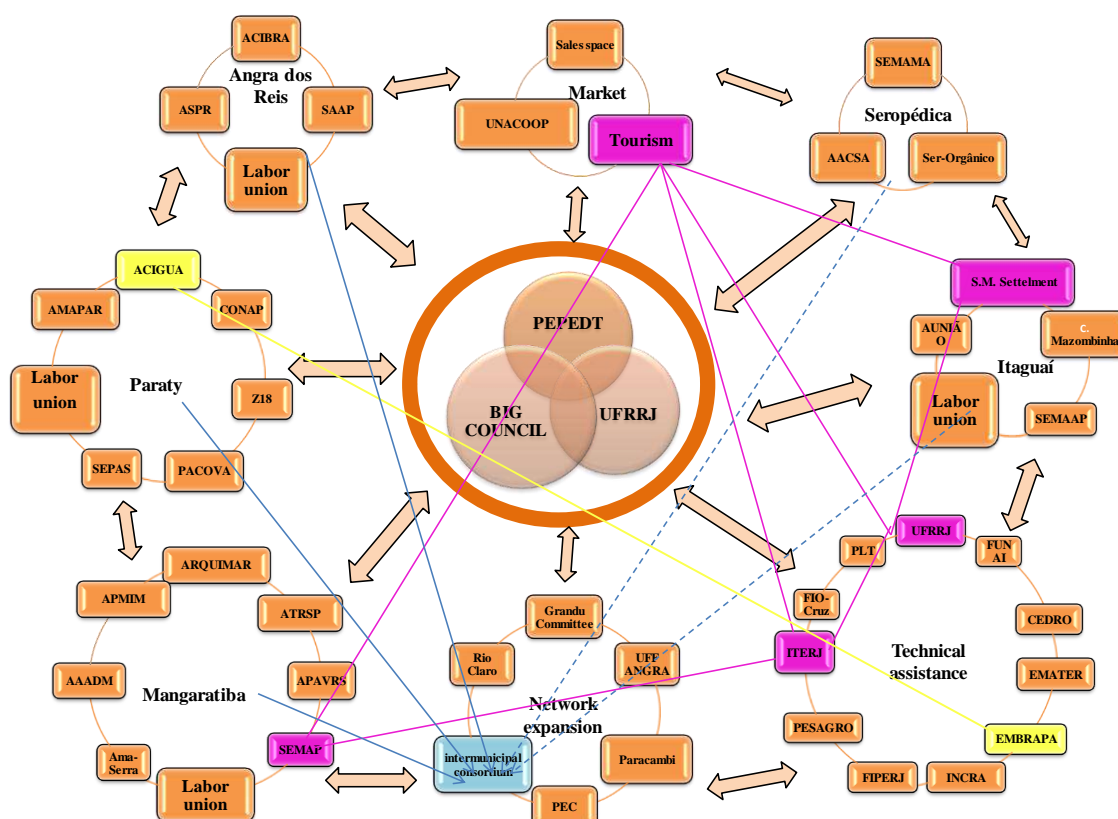 ACIBRA
Angra dos
Reis
ASPR
SAAP
Labor
union
Sales space
Market
UNACOOP
Tourism
SEMAMA
Seropédica
AACSA
Ser-Orgânico
ACIGUA
AMAPAR
CONAP
Labor
union
Paraty
Z18
SEPAS
PACOVA
PEPEDT
BIG
COUNCIL
UFRRJ
S.M. Settelment
AUNIÃ
O
C.
Mazombinha
Itaguaí
Labor
union
SEMAAP
ARQUIMAR
APMIM
ATRSP
AAADM
Mangaratiba
APAVRS
Ama-
Serra
SEMAP
Labor
union
Grandu
Committee
Rio
Claro
UFF
ANGRA
Network
expansion
intermunicipal
consortium
Paracambi
PEC
UFRRJ
PLT
FUN
AI
FIO-
Cruz
CEDRO
ITERJ
Technical
assistance
EMATER
PESAGRO
EMBRAPA
FIPERJ
INCRA